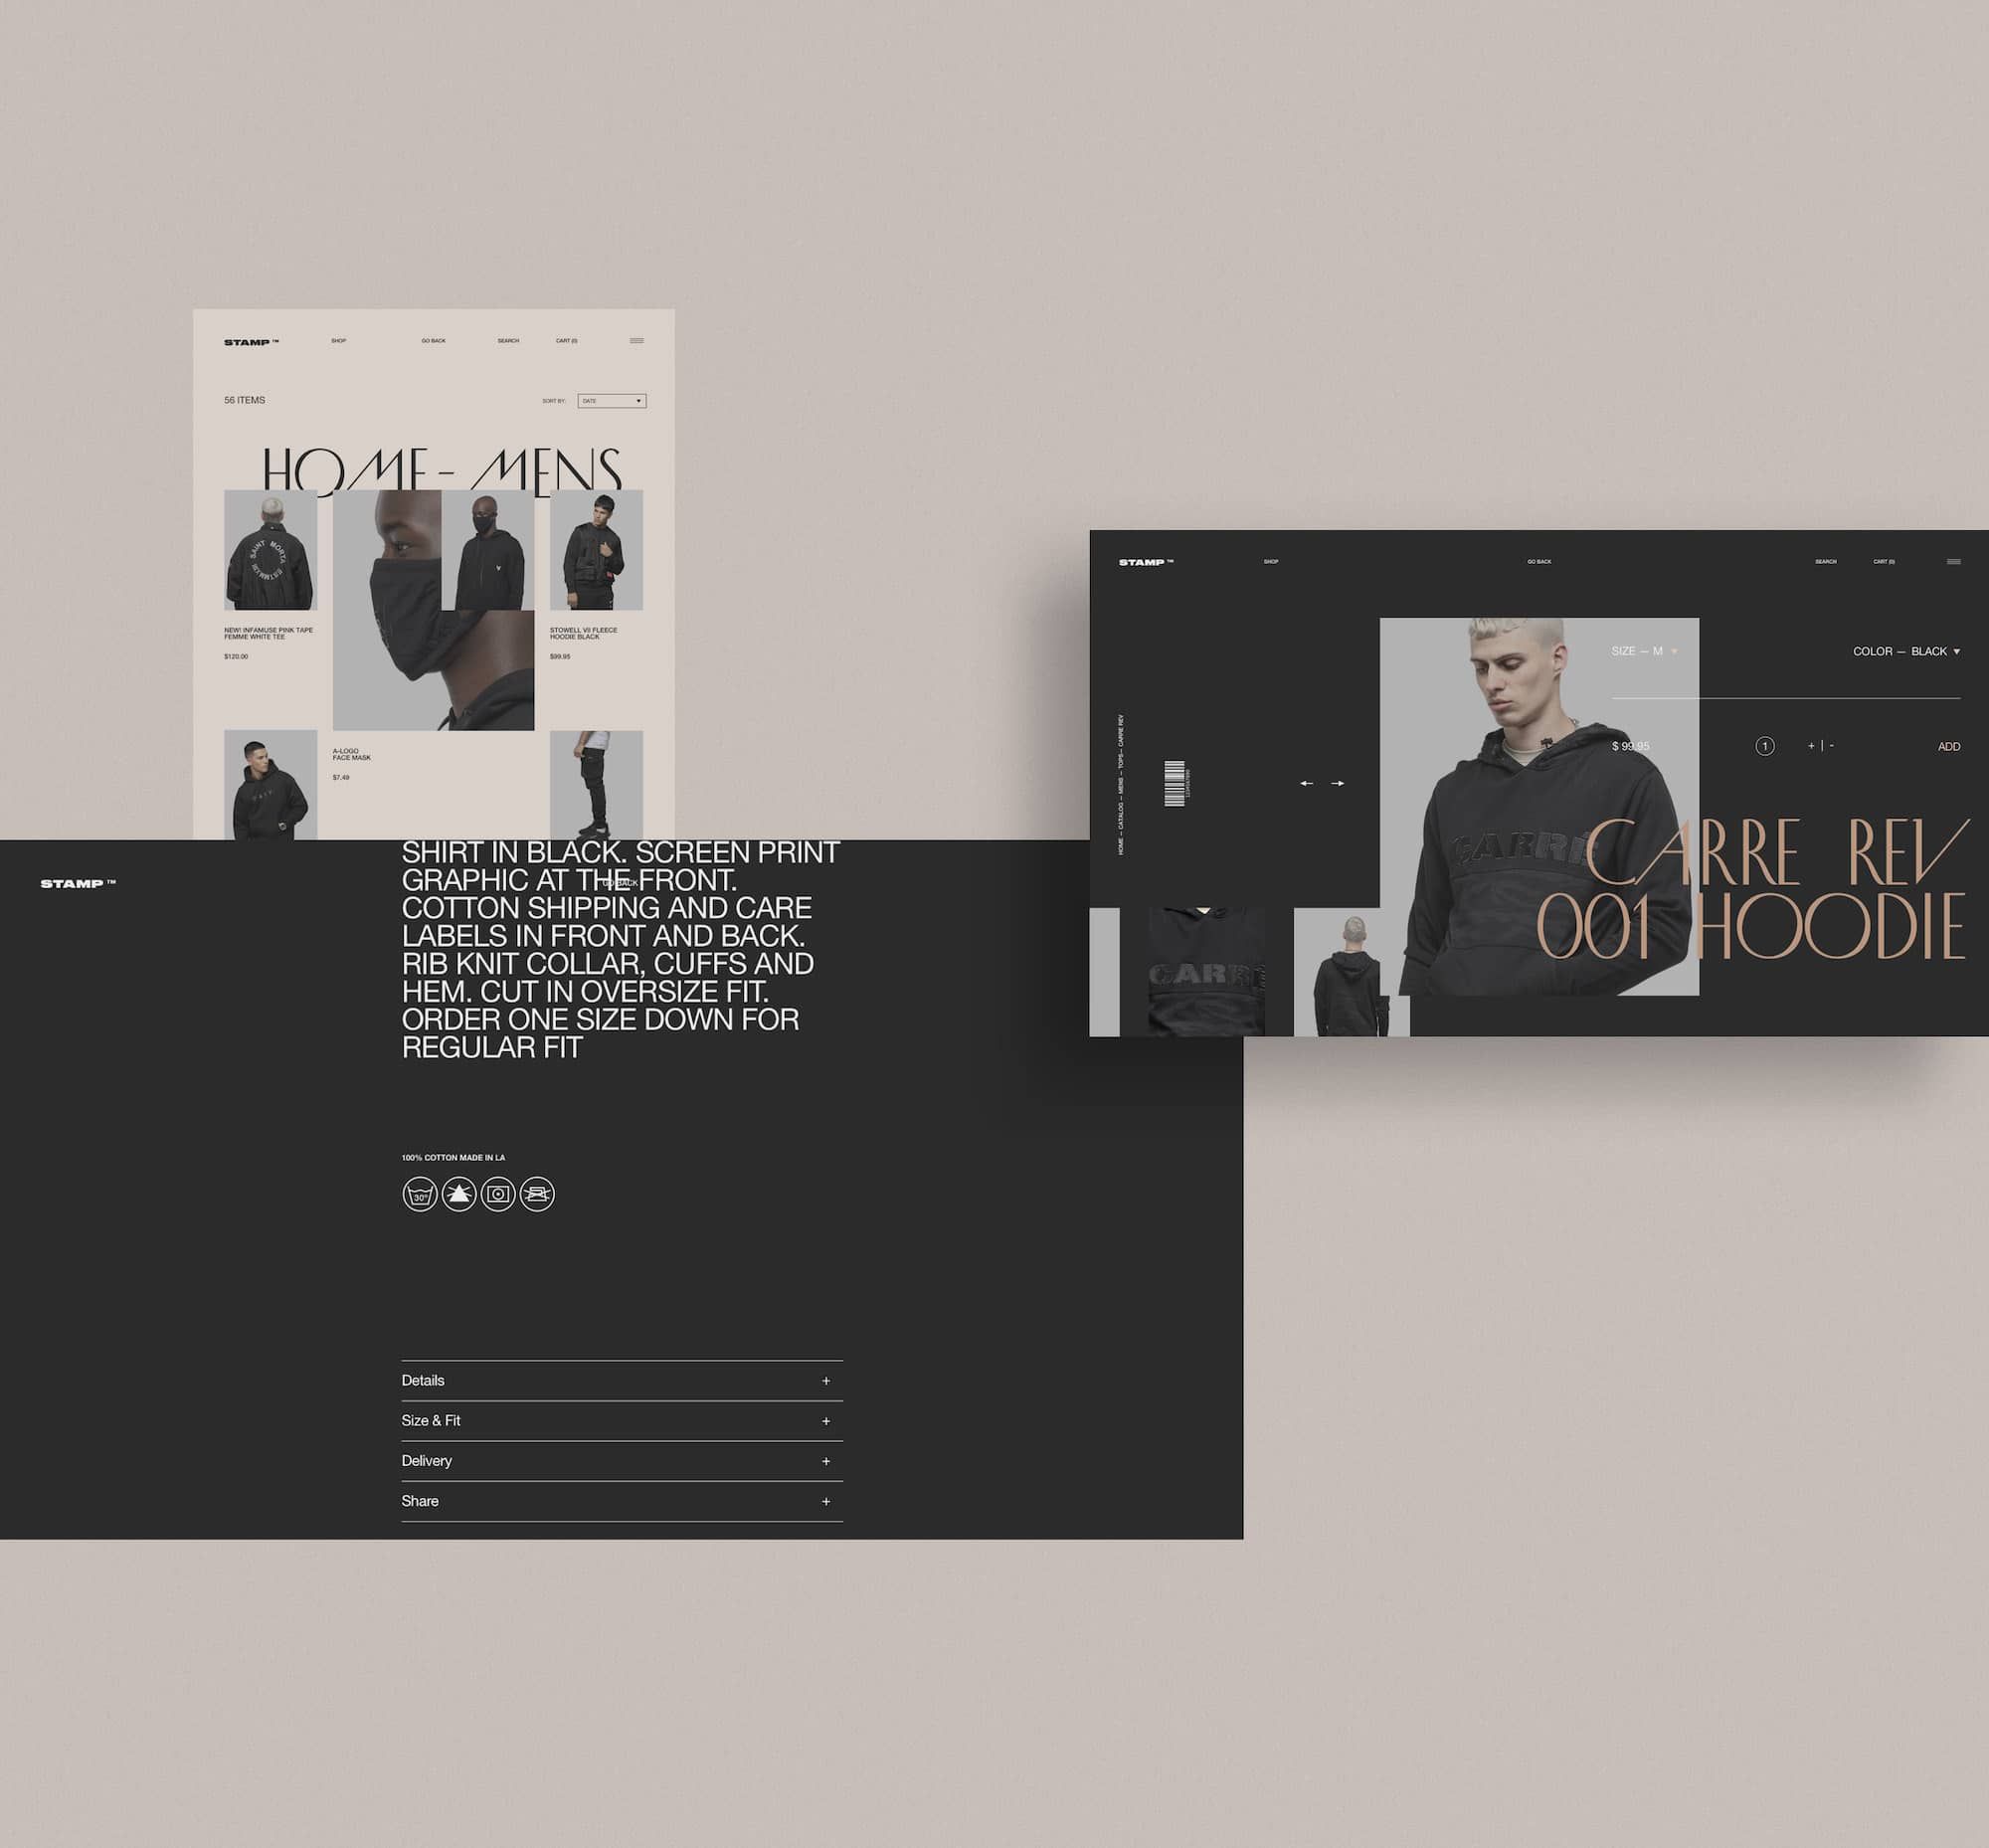 STAMP ™
SHOP
GO BACK
SEARCH
CART (0)
56 ITEMS
SORT BY:
DATE
HOME - MENS
SAINT MORTA
NEW! INFAMUSE PINK TAPE
FEMME WHITE TEE
$120.00
STOWELL VII FLEECE
HOODIE BLACK
$99.95
A-LOGO
FACE MASK
$7.49
STAMP ™
SHOP
GO BACK
SEARCH
CART (0)
SIZE — M
COLOR — BLACK
$ 99.95
1
+ | -
ADD
HOME — CATALOG — MENS — TOPS — CARRE REV
CARRE
CARRE REV
001 HOODIE
CARRE
STAMP ™
GO BACK
SHIRT IN BLACK. SCREEN PRINT
GRAPHIC AT THE FRONT.
COTTON SHIPPING AND CARE
LABELS IN FRONT AND BACK.
RIB KNIT COLLAR, CUFFS AND
HEM. CUT IN OVERSIZE FIT.
ORDER ONE SIZE DOWN FOR
REGULAR FIT
100% COTTON MADE IN LA
30°
Details +
Size & Fit +
Delivery +
Share +